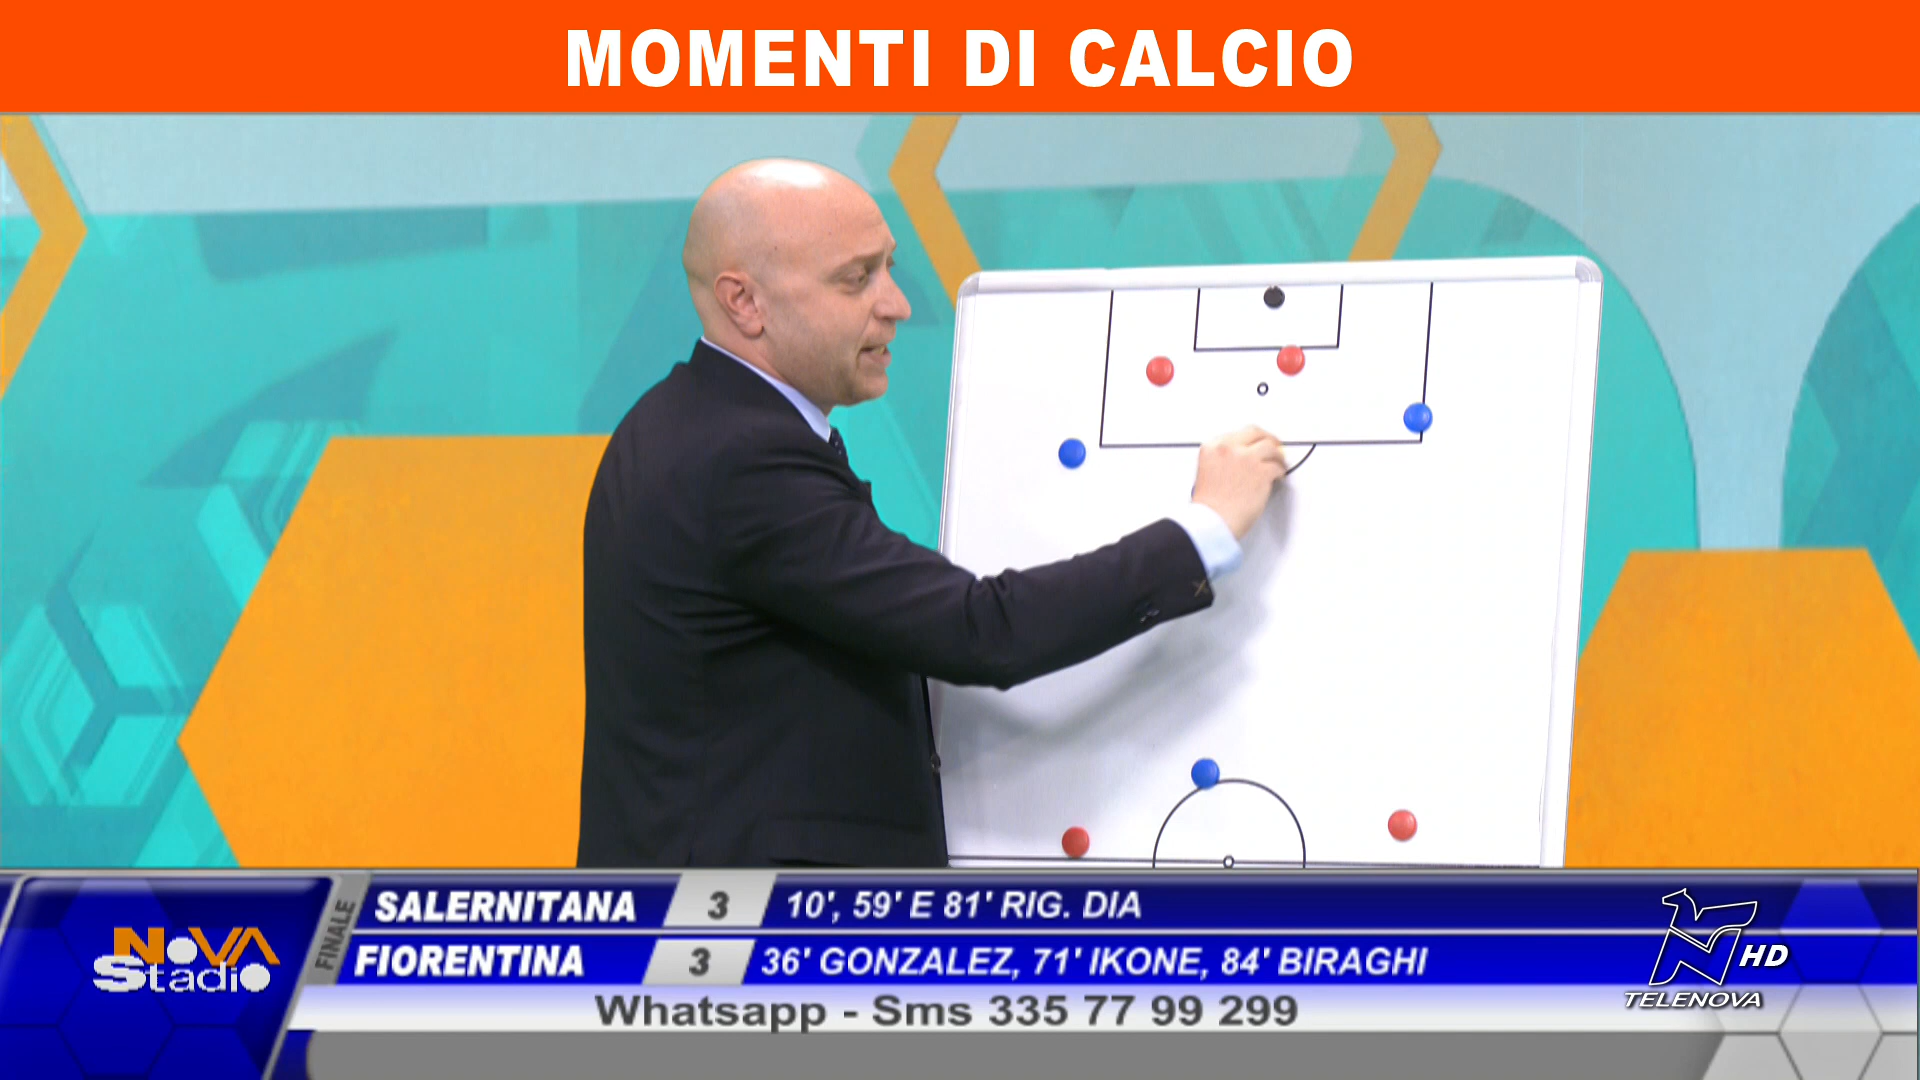 MOMENTI DI CALCIO
FINALE
SALERNITANA 3 10', 59' E 81' RIG. DIA
FIORENTINA 3 36' GONZALEZ, 71' IKONE, 84' BIRAGHI
NoVA
Stadio
HD
TELENOVA
Whatsapp - Sms 335 77 99 299